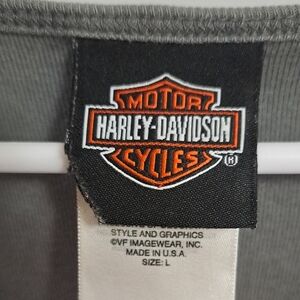 MOTOR
HARLEY-DAVIDSON
CYCLES
®
STYLE AND GRAPHICS
©VF IMAGEWEAR, INC.
MADE IN U.S.A.
SIZE: L